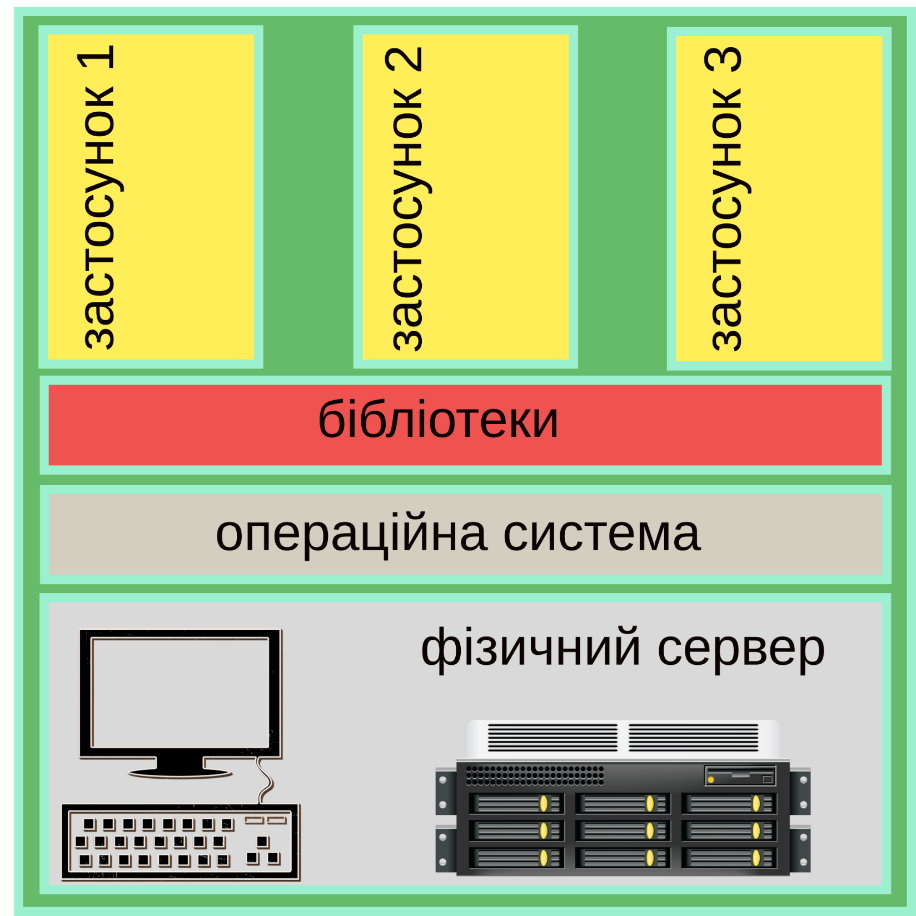 застосунок 1
застосунок 2
застосунок 3
бібліотеки
операційна система
фізичний сервер